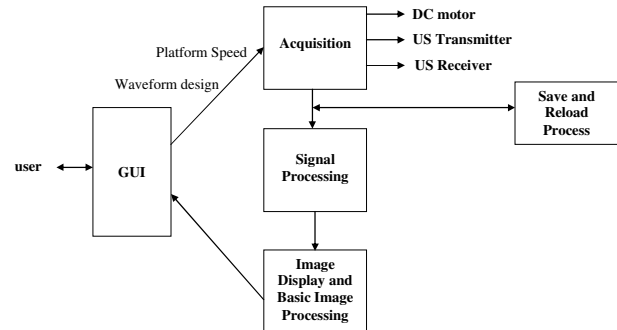 DC motor
Platform Speed
Acquisition
US Transmitter
Waveform design
US Receiver
Save and
Reload
Process
user
GUI
Signal
Processing
Image
Display and
Basic Image
Processing